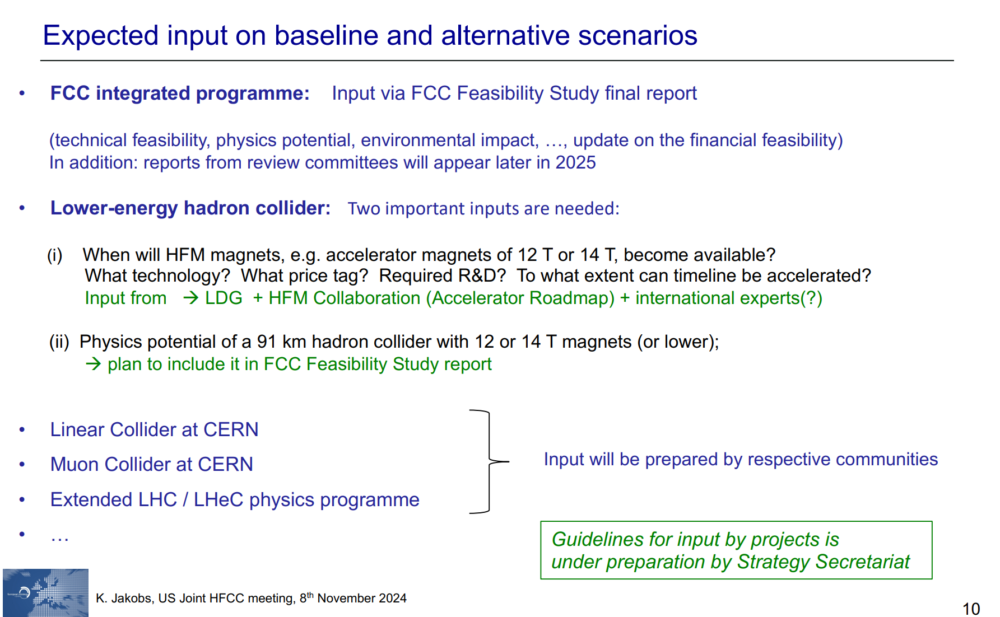 Expected input on baseline and alternative scenarios
• FCC integrated programme: Input via FCC Feasibility Study final report
(technical feasibility, physics potential, environmental impact, …, update on the financial feasibility)
In addition: reports from review committees will appear later in 2025
• Lower-energy hadron collider: Two important inputs are needed:
(i) When will HFM magnets, e.g. accelerator magnets of 12 T or 14 T, become available?
What technology? What price tag? Required R&D? To what extent can timeline be accelerated?
Input from → LDG + HFM Collaboration (Accelerator Roadmap) + international experts(?)
(ii) Physics potential of a 91 km hadron collider with 12 or 14 T magnets (or lower);
→ plan to include it in FCC Feasibility Study report
• Linear Collider at CERN
• Muon Collider at CERN
• Extended LHC / LHeC physics programme
• …
Input will be prepared by respective communities
Guidelines for input by projects is
under preparation by Strategy Secretariat
European Strategy
K. Jakobs, US Joint HFCC meeting, 8th November 2024
10